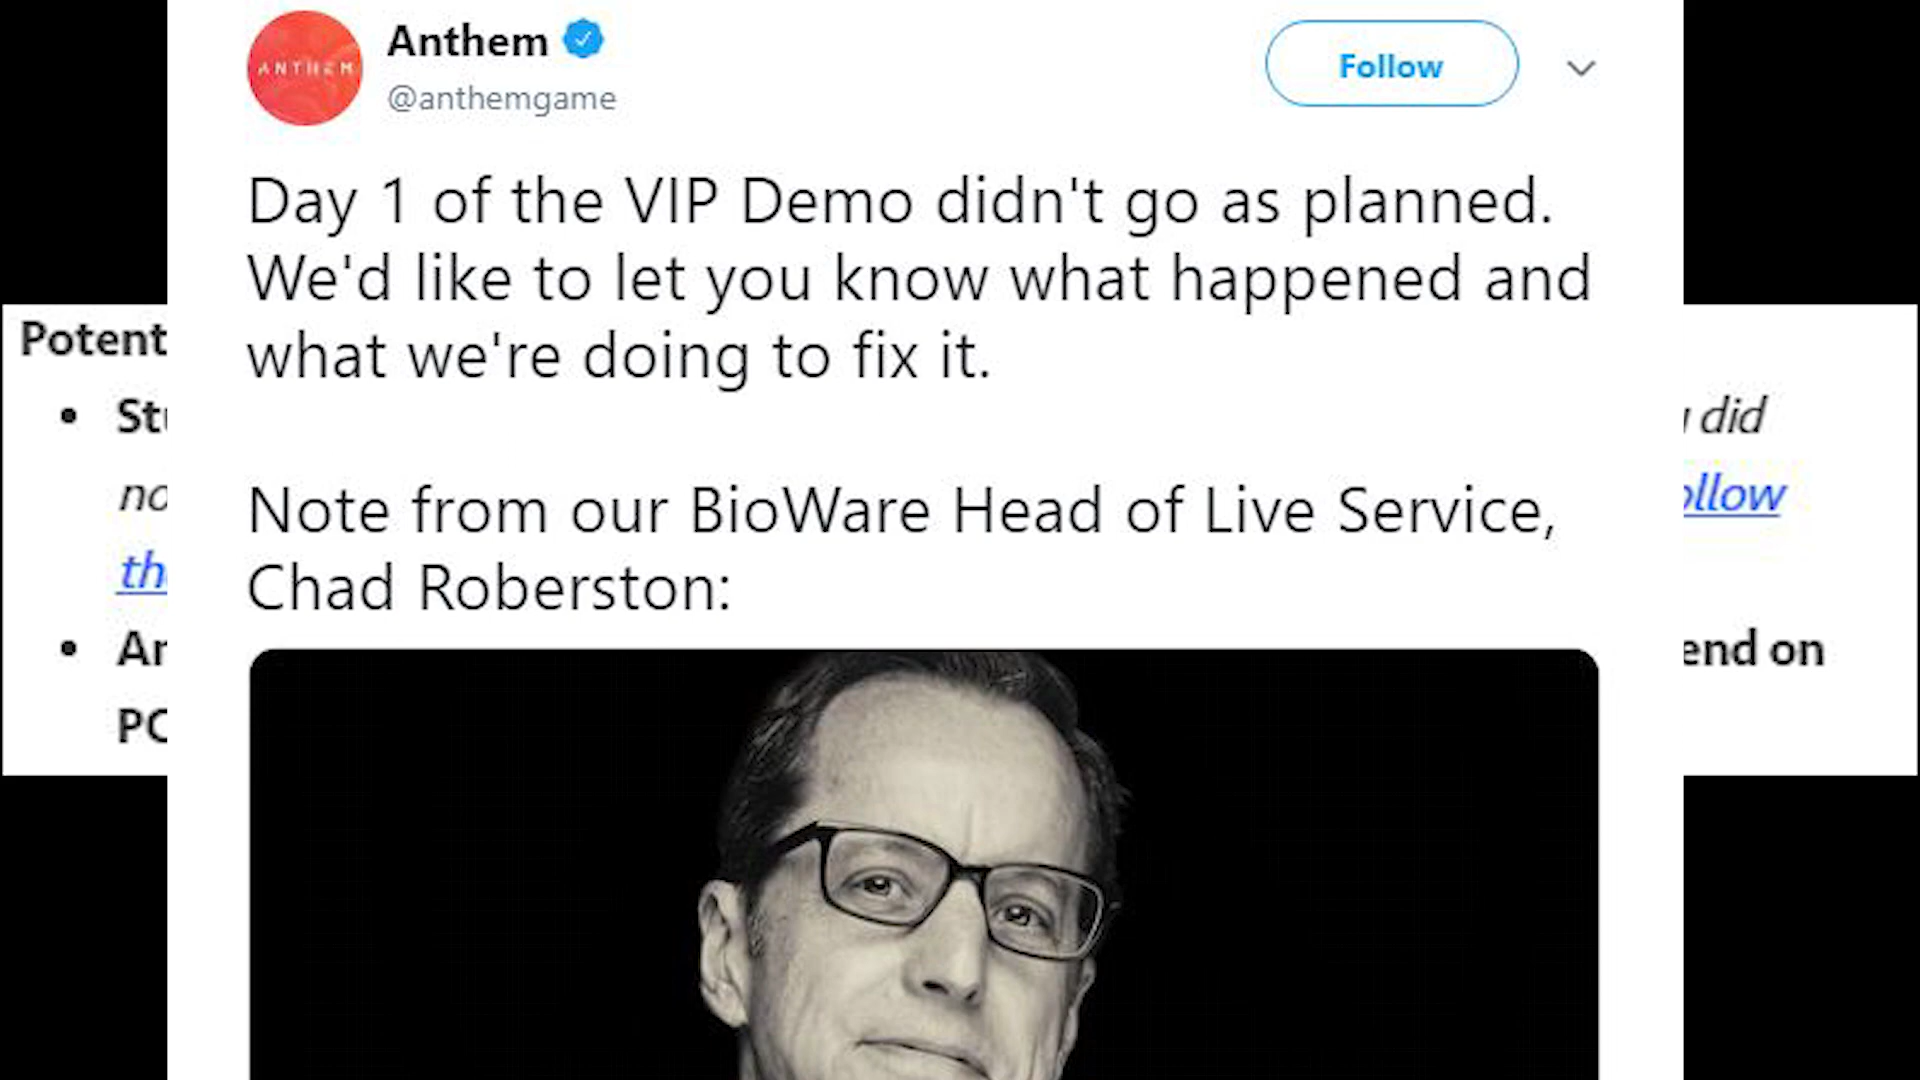 ANTHEM
Anthem
@anthemgame
Follow
Day 1 of the VIP Demo didn't go as planned.
We'd like to let you know what happened and
what we're doing to fix it.
Note from our BioWare Head of Live Service,
Chad Roberston:
did
end on
PC